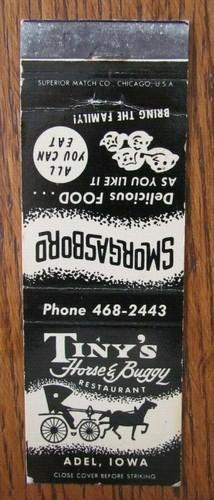 SUPERIOR MATCH CO., CHICAGO, U.S.A.
BRING THE FAMILY!
ALL
YOU CAN
EAT
Delicious FOOD...
AS YOU LIKE IT
SMORGASBORD
Phone 468-2443
TINY'S
Horse & Buggy
RESTAURANT
ADEL, IOWA
CLOSE COVER BEFORE STRIKING